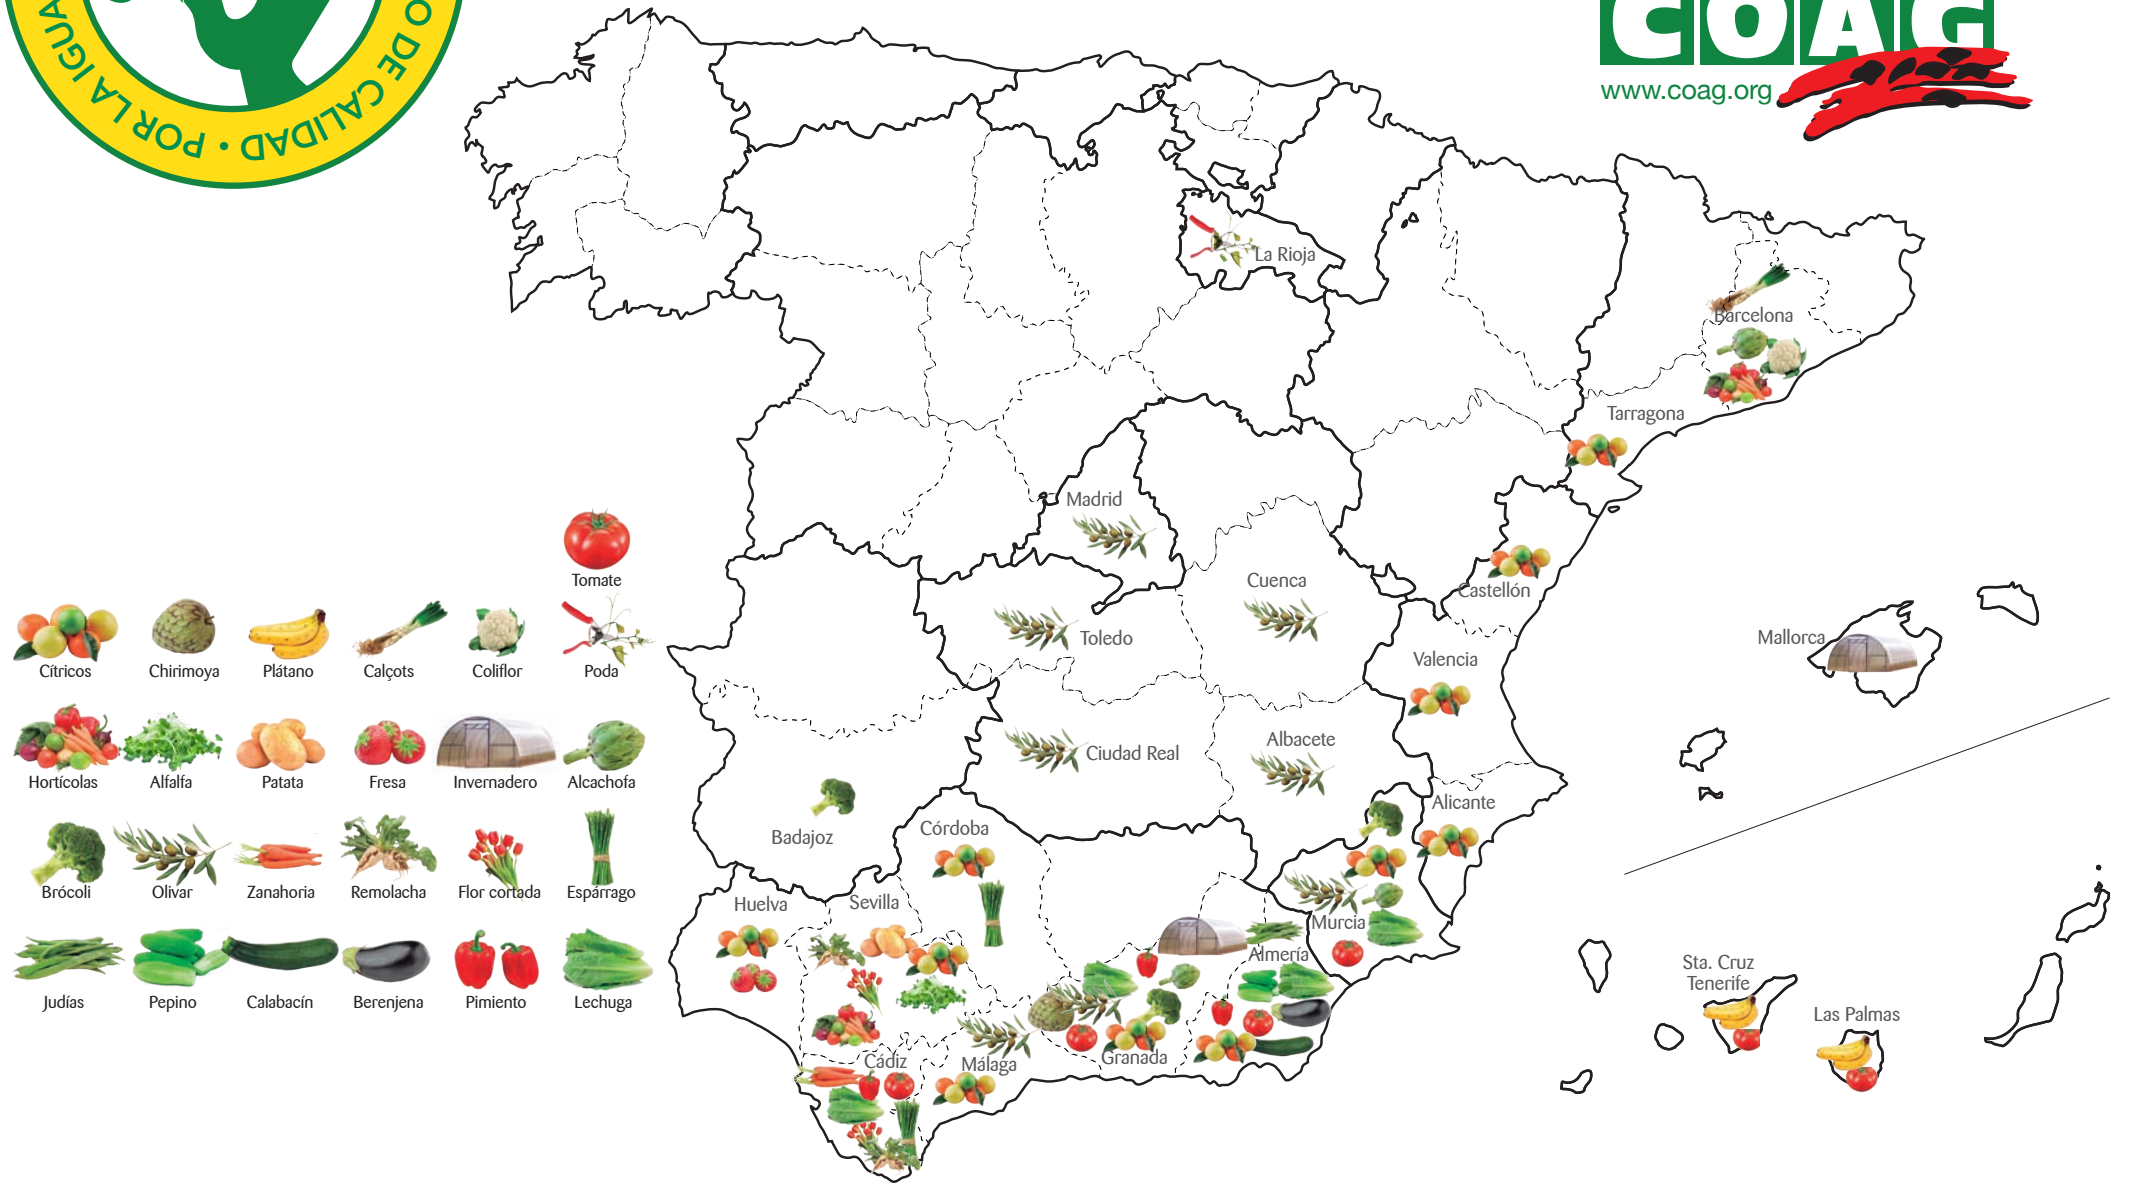 O DE CALIDAD • POR LA IGUA
COAG
www.coag.org
La Rioja
Barcelona
Tarragona
Madrid
Cuenca
Castellón
Toledo
Mallorca
Valencia
Ciudad Real
Albacete
Alicante
Badajoz
Córdoba
Huelva
Sevilla
Murcia
Almería
Granada
Cádiz
Málaga
Sta. Cruz
Tenerife
Las Palmas
Tomate
Cítricos
Chirimoya
Plátano
Calçots
Coliflor
Poda
Hortícolas
Alfalfa
Patata
Fresa
Invernadero
Alcachofa
Brócoli
Olivar
Zanahoria
Remolacha
Flor cortada
Espárrago
Judías
Pepino
Calabacín
Berenjena
Pimiento
Lechuga